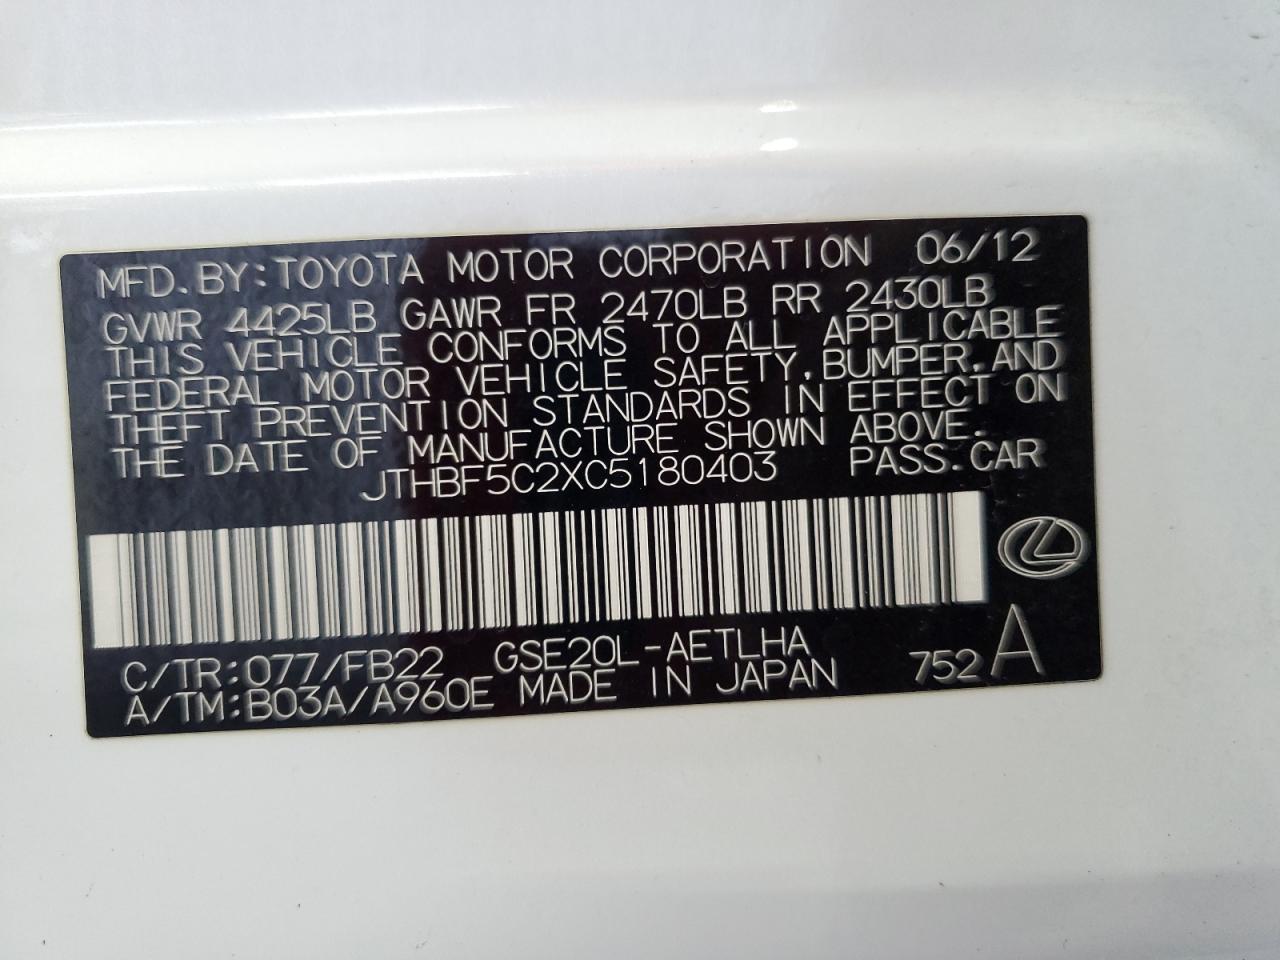 MFD.BY:TOYOTA MOTOR CORPORATION 06/12
GVWR 4425LB GAWR FR 2470LB RR 2430LB
THIS VEHICLE CONFORMS TO ALL APPLICABLE
FEDERAL MOTOR VEHICLE SAFETY,BUMPER,AND
THEFT PREVENTION STANDARDS IN EFFECT ON
THE DATE OF MANUFACTURE SHOWN ABOVE.
JTHBF5C2XC5180403 PASS.CAR
C/TR:077/FB22 GSE20L-AETLHA
A/TM:B03A/A960E MADE IN JAPAN 752 A